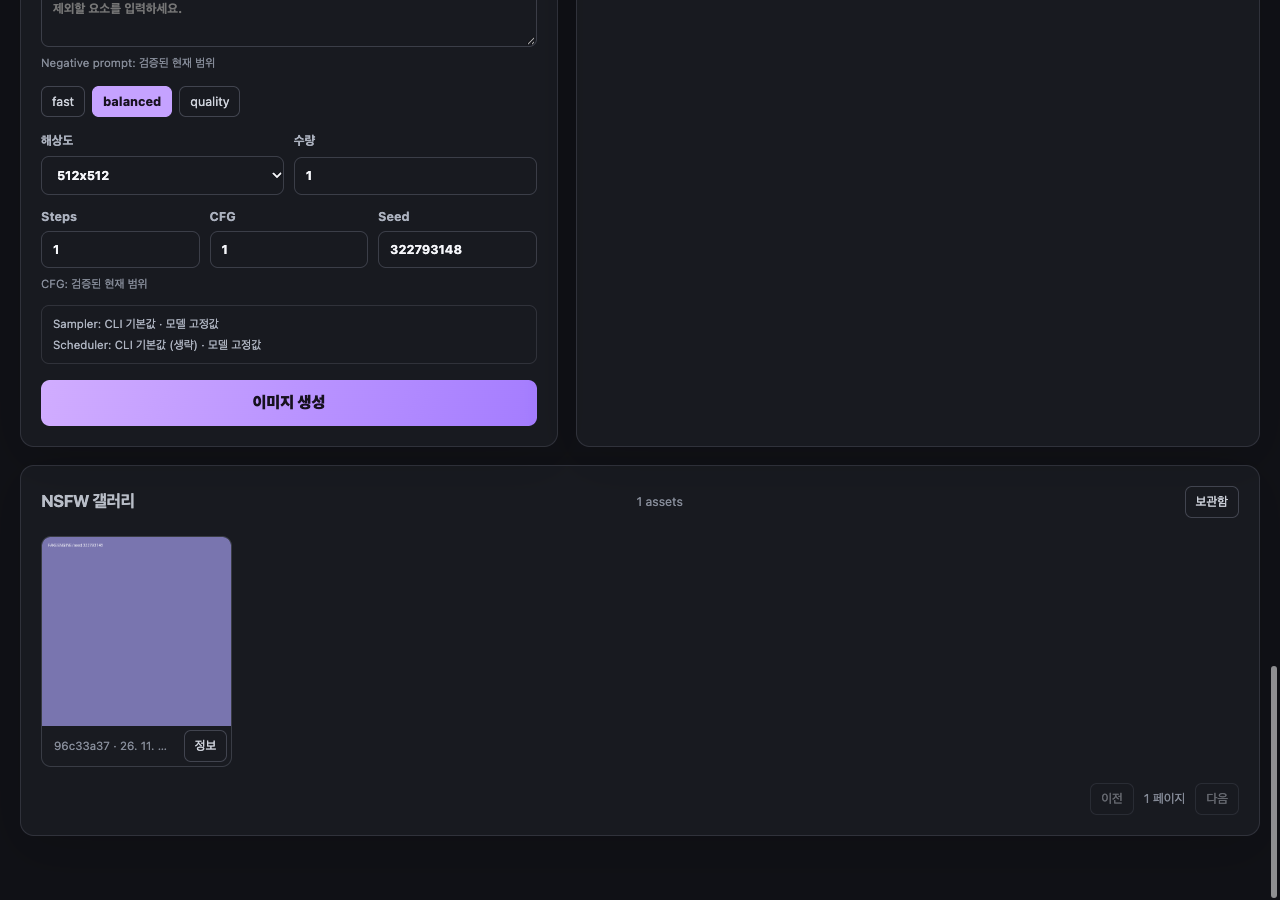 제외할 요소를 입력하세요.
Negative prompt: 검증된 현재 범위
fast
balanced
quality
해상도
수량
512x512
1
Steps
CFG
Seed
1
1
322793148
CFG: 검증된 현재 범위
Sampler: CLI 기본값 · 모델 고정값
Scheduler: CLI 기본값 (생략) · 모델 고정값
이미지 생성
NSFW 갤러리
1 assets
보관함
96c33a37 · 26. 11. ...
정보
이전
1 페이지
다음